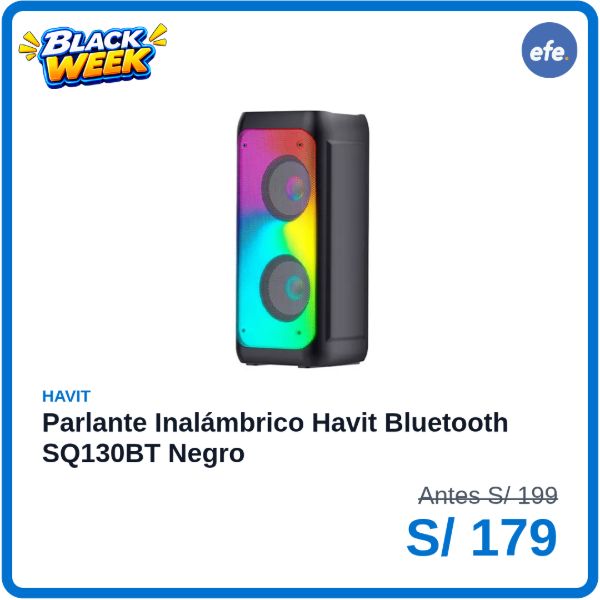 BLACK
WEEK
efe.
HAVIT
Parlante Inalámbrico Havit Bluetooth
SQ130BT Negro
Antes S/ 199
S/ 179